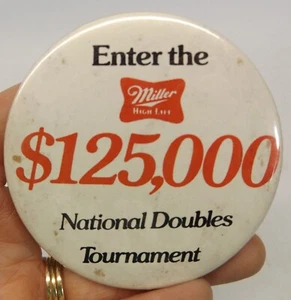 Enter the
Miller
HIGH LIFE
$125,000
National Doubles
Tournament